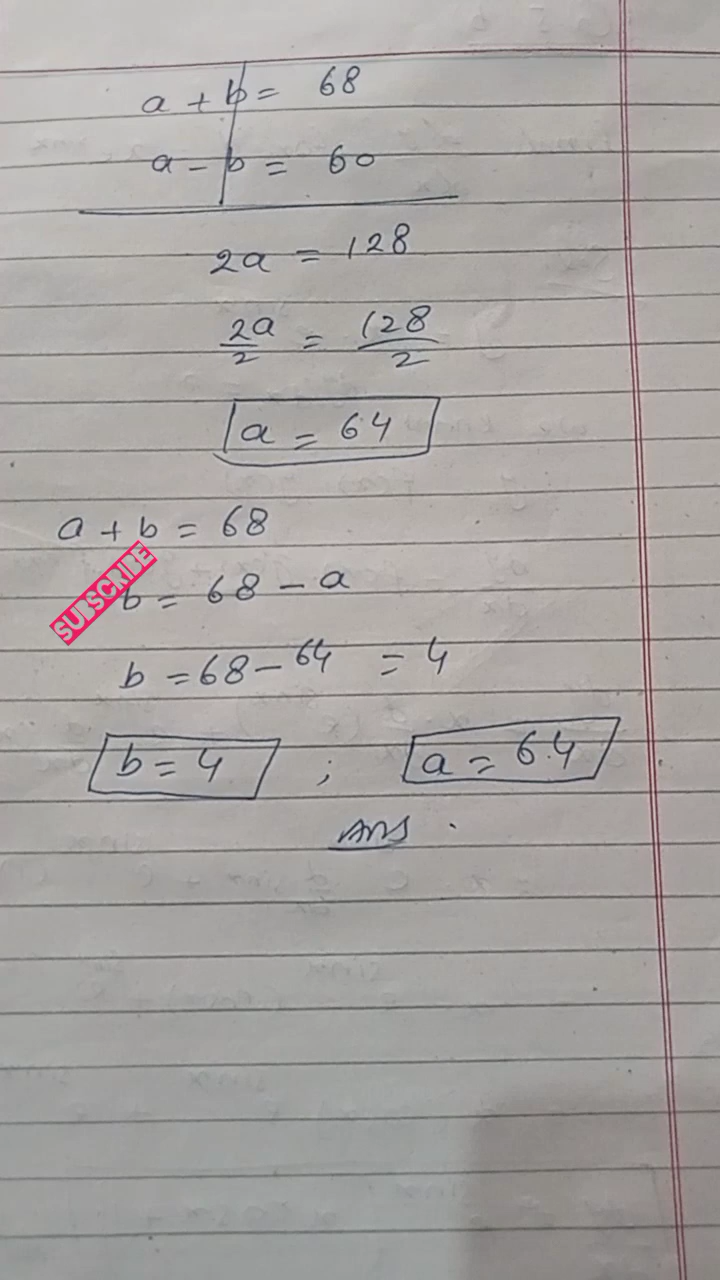 a + b = 68
a - b = 60
2a = 128
2a/2 = 128/2
a = 64
a + b = 68
SUBSCRIBE
b = 68 - a
b = 68 - 64 = 4
b = 4 ; a = 64
Ans.